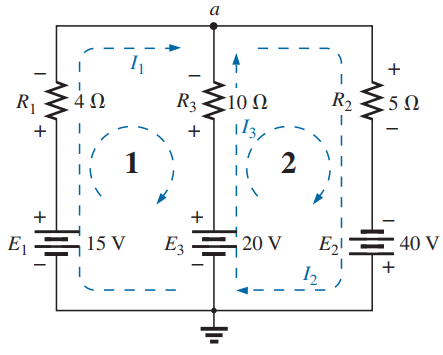 a
I1
R1 4 Ω
R3 10 Ω
R2 5 Ω
I3
1 2
E1 15 V
E3 20 V
E2 40 V
I2